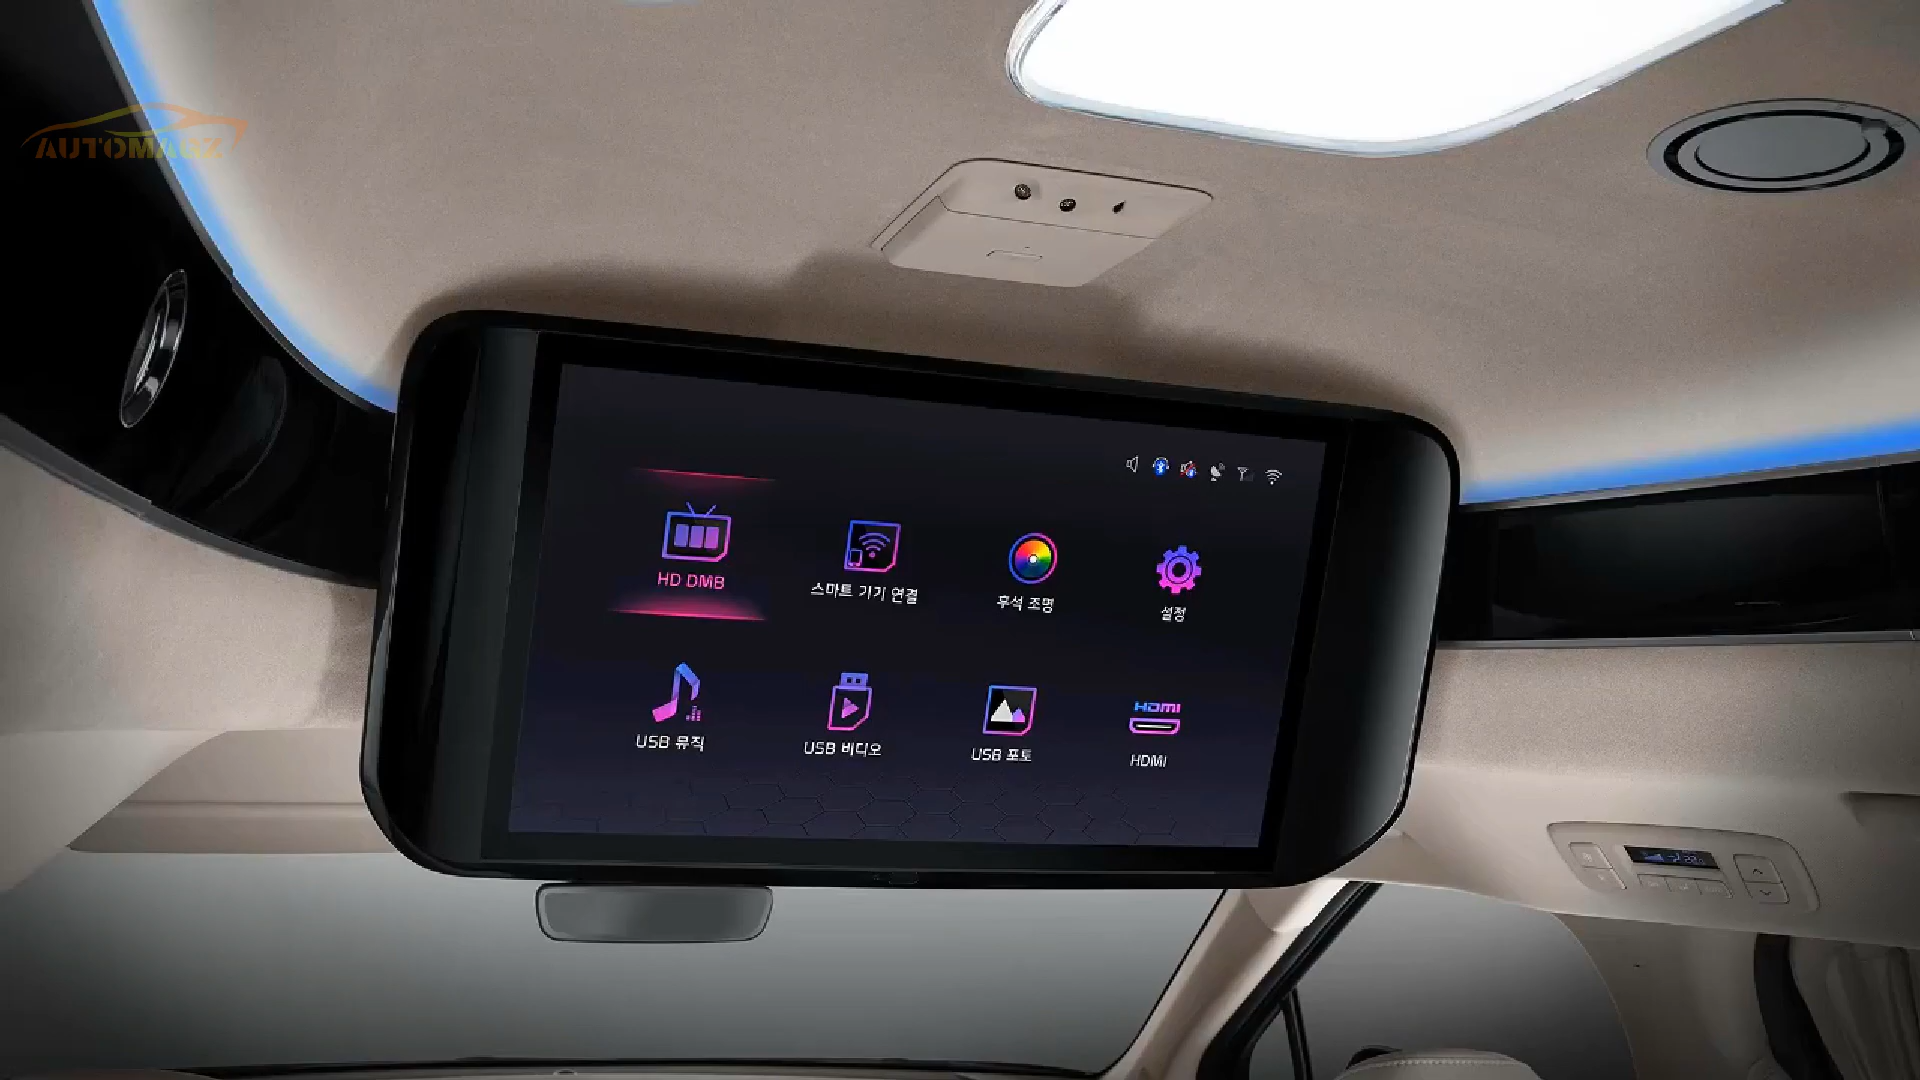 AUTOMAGZ
HD DMB
스마트 기기 연결
후석 조명
설정
USB 뮤직
USB 비디오
USB 포토
HDMI
HDMI